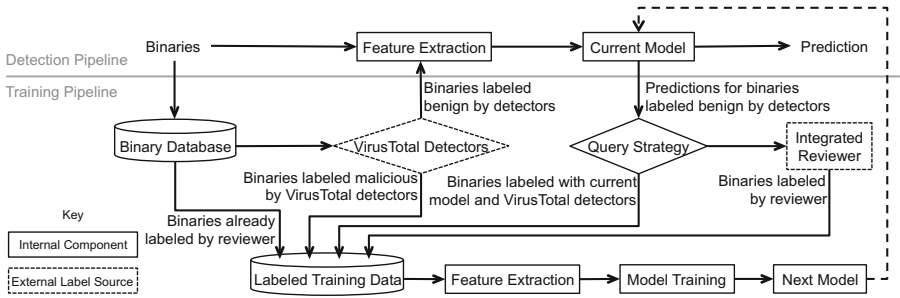 Binaries
Feature Extraction
Current Model
Prediction
Detection Pipeline
Training Pipeline
Binaries labeled
benign by detectors
Predictions for binaries
labeled benign by detectors
Binary Database
VirusTotal Detectors
Query Strategy
Integrated
Reviewer
Binaries labeled malicious
by VirusTotal detectors
Binaries labeled with current
model and VirusTotal detectors
Binaries labeled
by reviewer
Binaries already
labeled by reviewer
Key
Internal Component
External Label Source
Labeled Training Data
Feature Extraction
Model Training
Next Model